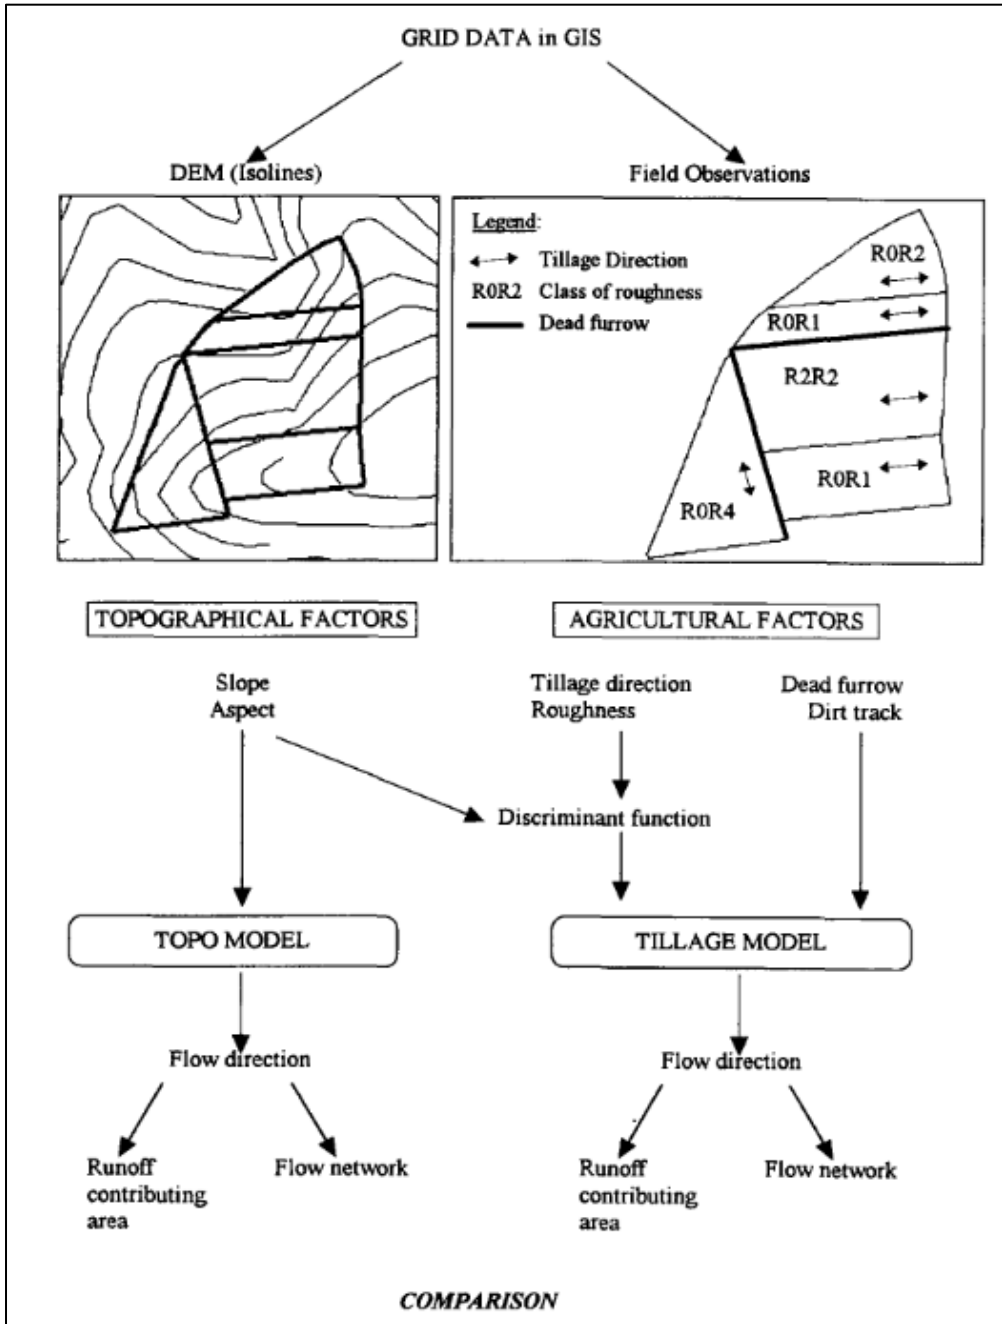 GRID DATA in GIS
DEM (Isolines)
Field Observations
Legend:
Tillage Direction
R0R2 Class of roughness
Dead furrow
R0R2
R0R1
R2R2
R0R1
R0R4
TOPOGRAPHICAL FACTORS
AGRICULTURAL FACTORS
Slope
Aspect
Tillage direction
Roughness
Dead furrow
Dirt track
Discriminant function
TOPO MODEL
TILLAGE MODEL
Flow direction
Flow direction
Runoff
contributing
area
Flow network
Runoff
contributing
area
Flow network
COMPARISON